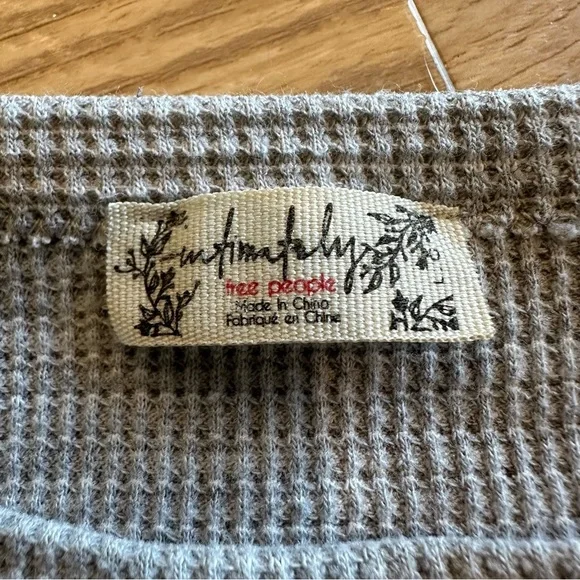 intimately
free people
Made in China
Fabriqué en Chine